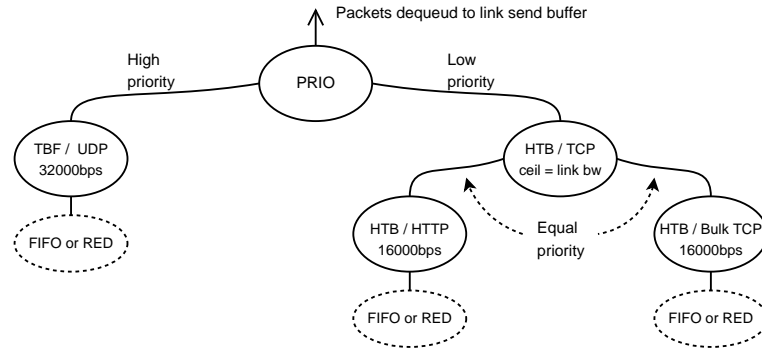 Packets dequeud to link send buffer
High
priority
PRIO
Low
priority
TBF / UDP
32000bps
HTB / TCP
ceil = link bw
FIFO or RED
HTB / HTTP
16000bps
Equal
priority
HTB / Bulk TCP
16000bps
FIFO or RED
FIFO or RED